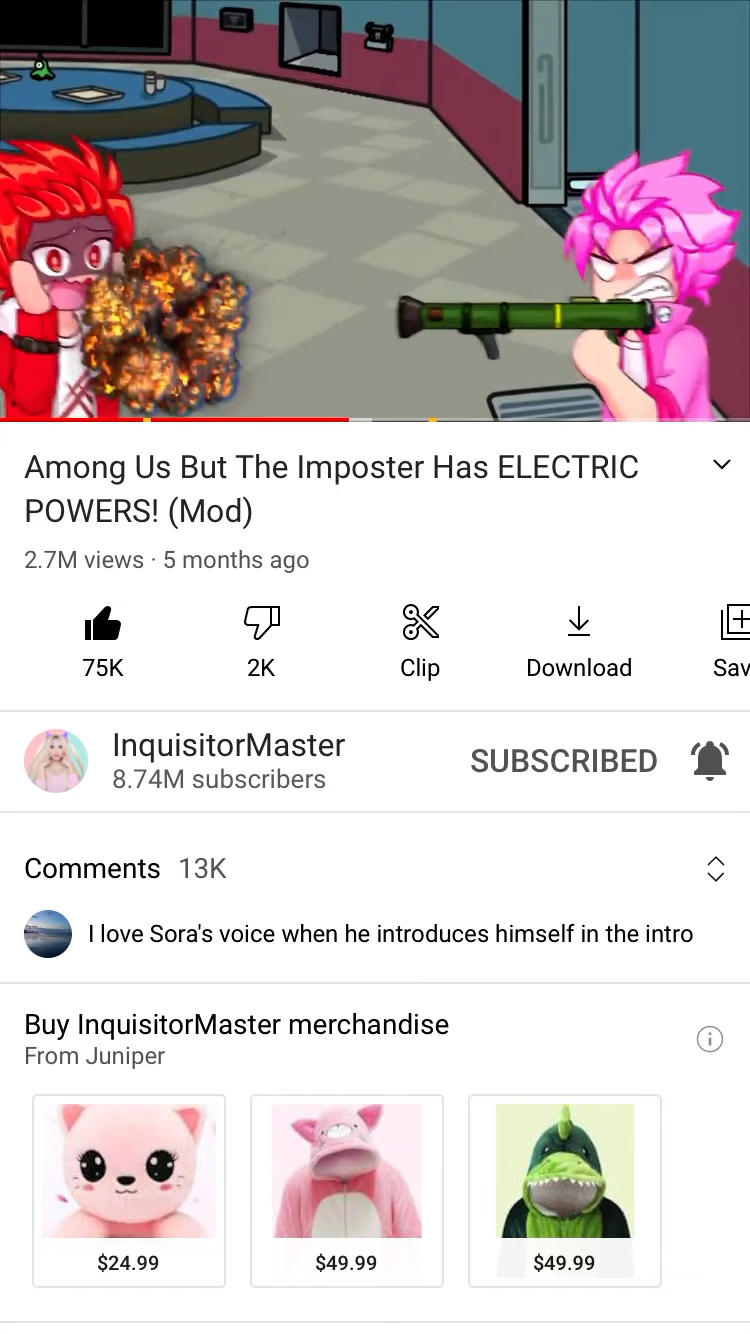 Among Us But The Imposter Has ELECTRIC
POWERS! (Mod)
2.7M views · 5 months ago
75K
2K
Clip
Download
Sav
InquisitorMaster
8.74M subscribers
SUBSCRIBED
Comments 13K
I love Sora's voice when he introduces himself in the intro
Buy InquisitorMaster merchandise
From Juniper
$24.99
$49.99
$49.99